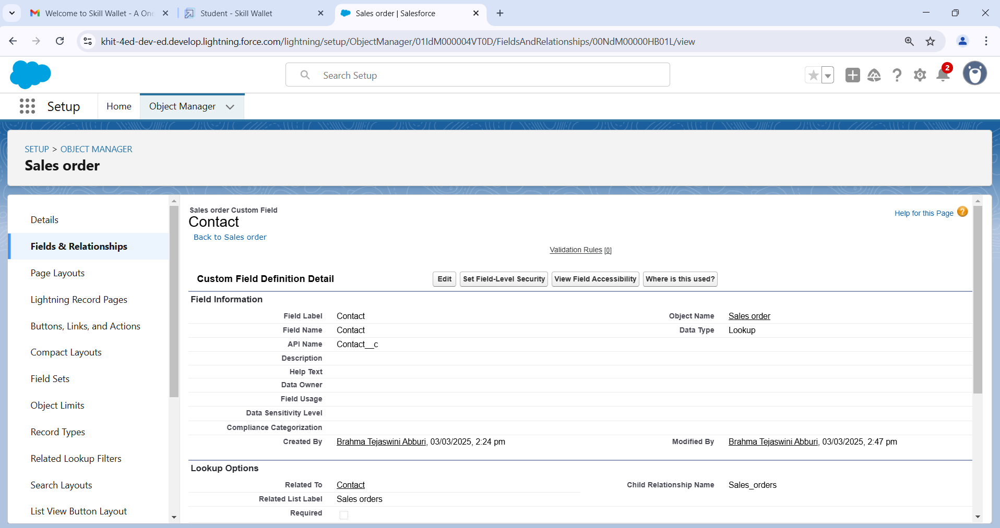 Welcome to Skill Wallet - A One
Student - Skill Wallet
Sales order | Salesforce
khit-4ed-dev-ed.develop.lightning.force.com/lightning/setup/ObjectManager/01IdM000004VT0D/FieldsAndRelationships/00NdM00000HB01L/view
Search Setup
2
Setup
Home
Object Manager
SETUP > OBJECT MANAGER
Sales order
Details
Fields & Relationships
Page Layouts
Lightning Record Pages
Buttons, Links, and Actions
Compact Layouts
Field Sets
Object Limits
Record Types
Related Lookup Filters
Search Layouts
List View Button Layout
Sales order Custom Field
Contact
Back to Sales order
Help for this Page ?
Validation Rules [0]
Custom Field Definition Detail
Edit
Set Field-Level Security
View Field Accessibility
Where is this used?
Field Information
Field Label Contact
Object Name Sales order
Field Name Contact
Data Type Lookup
API Name Contact__c
Description
Help Text
Data Owner
Field Usage
Data Sensitivity Level
Compliance Categorization
Created By Brahma Tejaswini Abburi, 03/03/2025, 2:24 pm
Modified By Brahma Tejaswini Abburi, 03/03/2025, 2:47 pm
Lookup Options
Related To Contact
Child Relationship Name Sales_orders
Related List Label Sales orders
Required